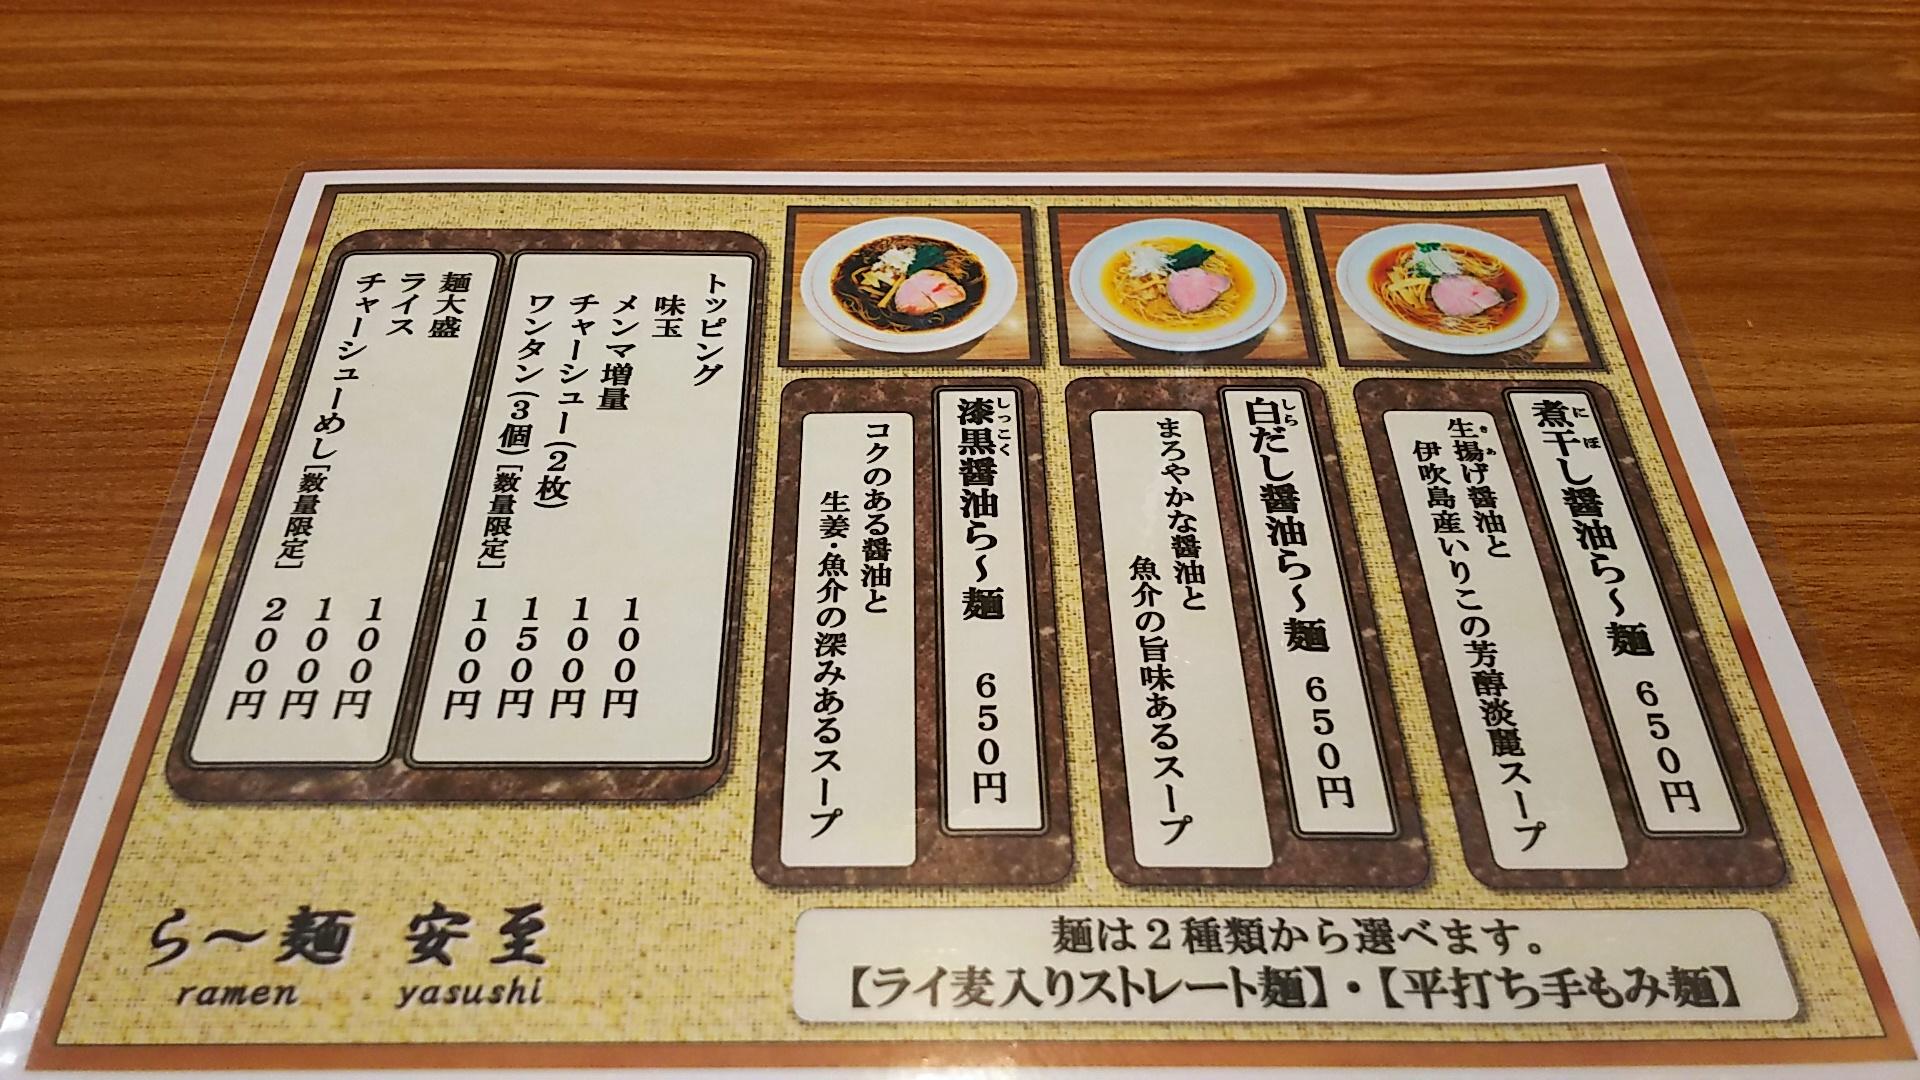 煮干し醤油ら～麺 650円
にぼ
生揚げ醤油と
きあ
伊吹島産いりこの芳醇淡麗スープ
白だし醤油ら～麺 650円
しら
まろやかな醤油と
魚介の旨味あるスープ
漆黒醤油ら～麺 650円
しっこく
コクのある醤油と
生姜・魚介の深みあるスープ
トッピング
味玉 100円
メンマ増量 100円
チャーシュー(2枚) 150円
ワンタン(3個)[数量限定] 100円
麺大盛 100円
ライス 100円
チャーシューめし[数量限定] 200円
麺は2種類から選べます。
【ライ麦入りストレート麺】・【平打ち手もみ麺】
ら～麺 安至
ramen yasushi